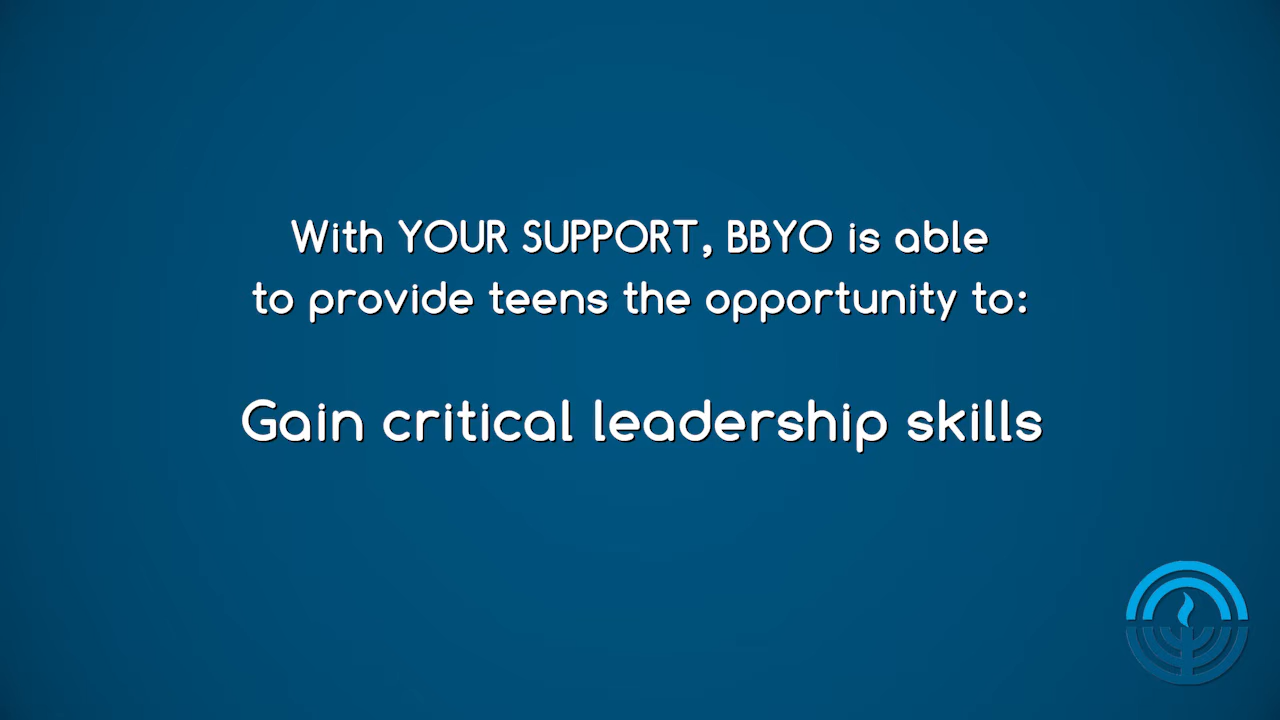 With YOUR SUPPORT, BBYO is able
to provide teens the opportunity to:
Gain critical leadership skills